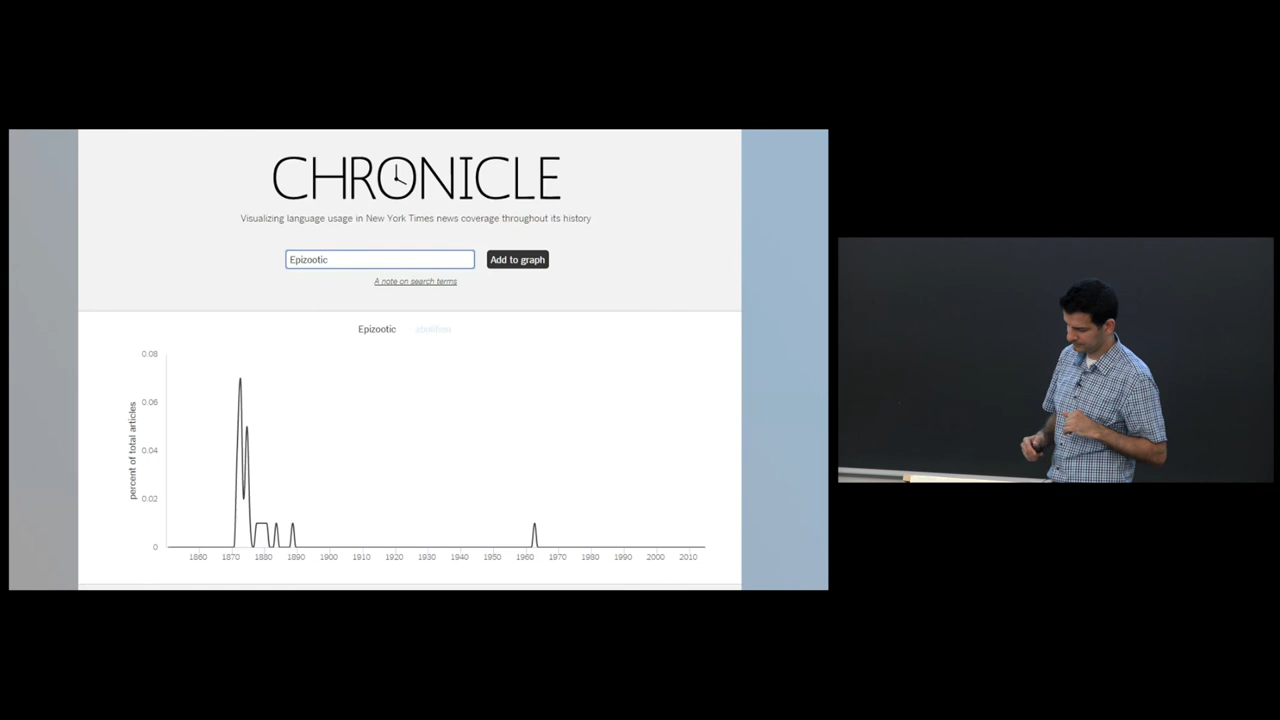 CHRONICLE
Visualizing language usage in New York Times news coverage throughout its history
Epizootic
Add to graph
A note on search terms
Epizootic
percent of total articles
0.08
0.06
0.04
0.02
0
1860 1870 1880 1890 1900 1910 1920 1930 1940 1950 1960 1970 1980 1990 2000 2010